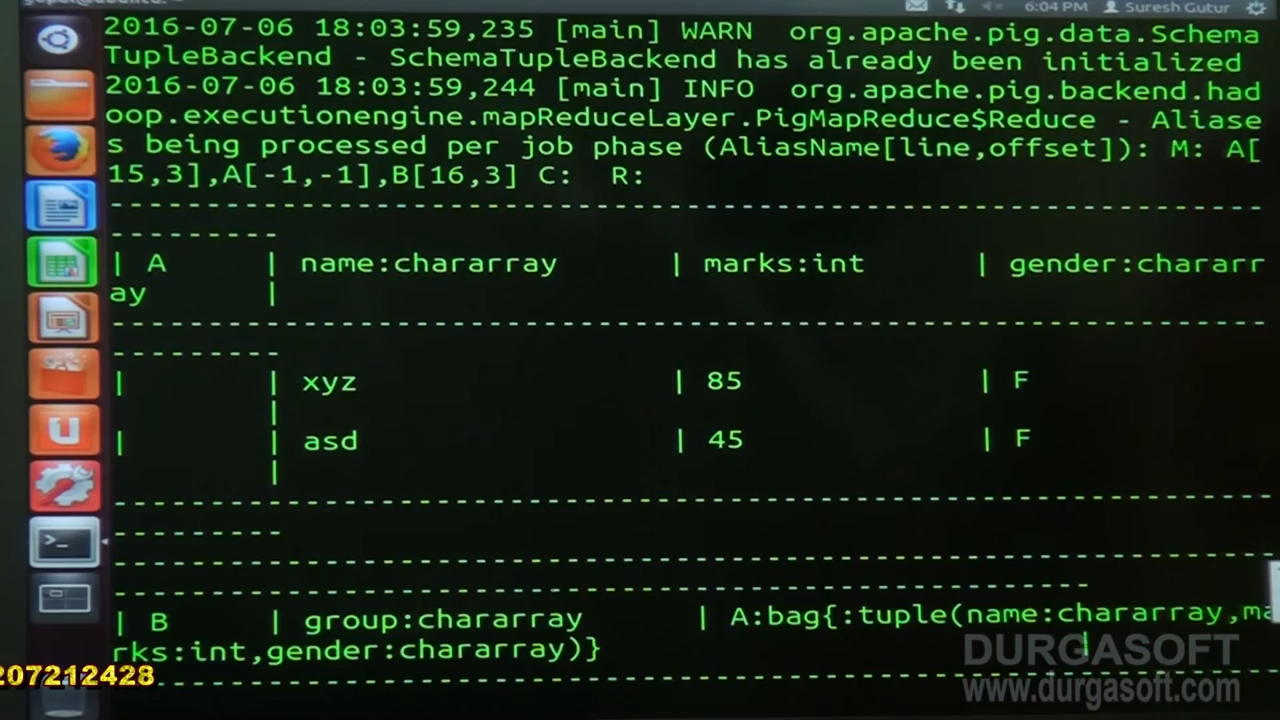 6:04 PM Suresh Gutur
2016-07-06 18:03:59,235 [main] WARN  org.apache.pig.data.Schema
TupleBackend - SchemaTupleBackend has already been initialized
2016-07-06 18:03:59,244 [main] INFO  org.apache.pig.backend.had
oop.executionengine.mapReduceLayer.PigMapReduce$Reduce - Aliase
s being processed per job phase (AliasName[line,offset]): M: A[
15,3],A[-1,-1],B[16,3] C:  R:
| A | name:chararray | marks:int | gender:chararr
ay |
| | xyz | 85 | F
|
| | asd | 45 | F
|
| B | group:chararray | A:bag{:tuple(name:chararray,ma
rks:int,gender:chararray)} |
207212428
DURGASOFT
www.durgasoft.com